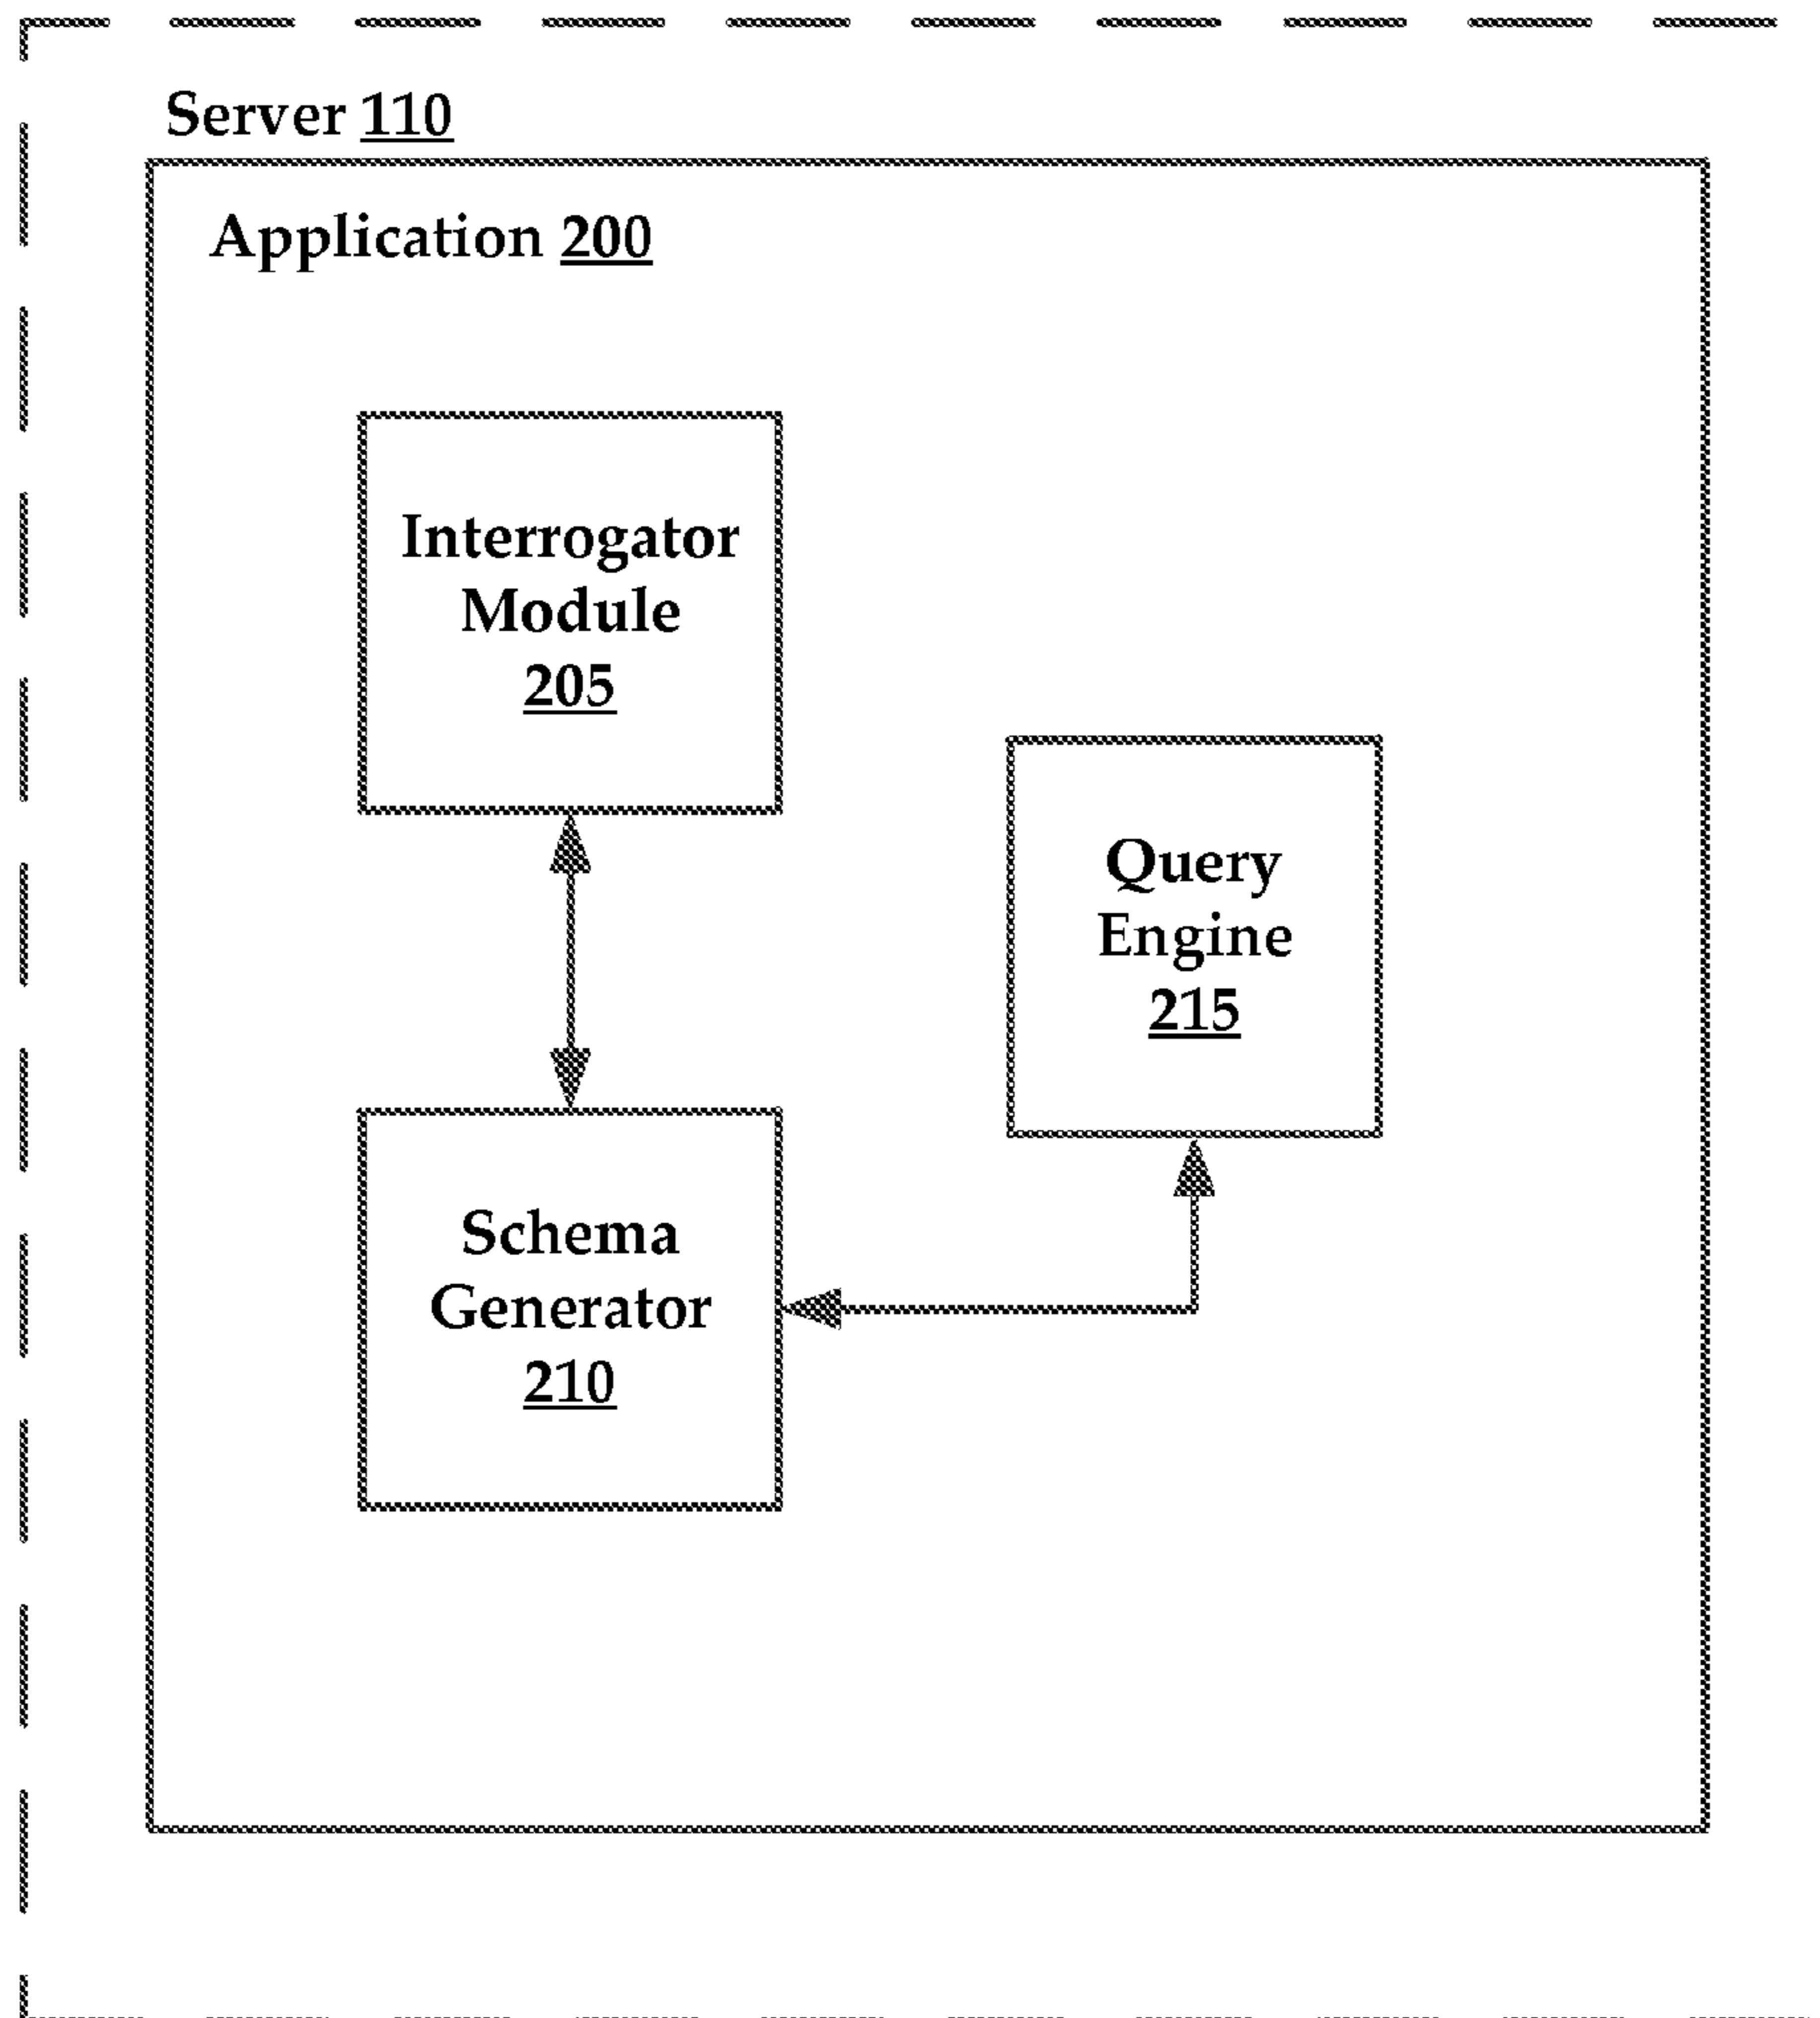 Server 110
Application 200
Interrogator
Module
205
Query
Engine
215
Schema
Generator
210